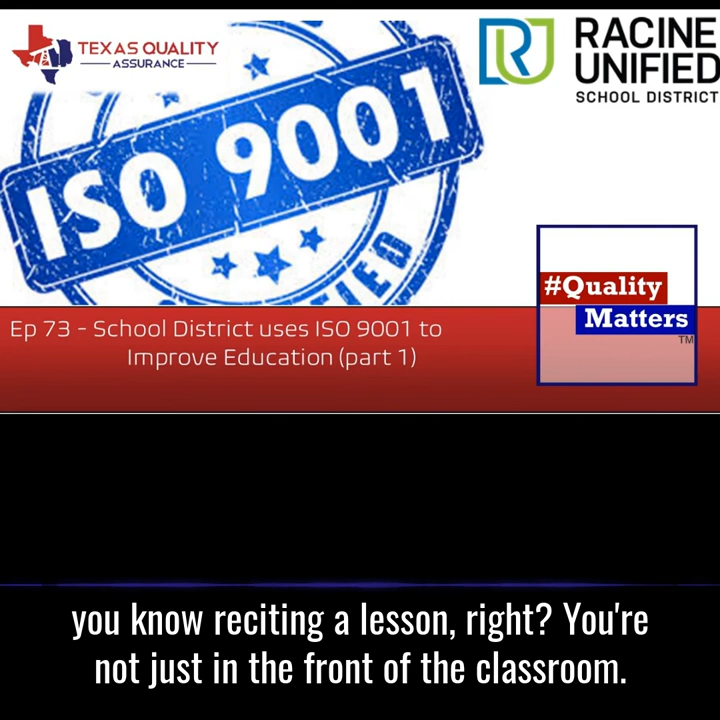 TEXAS QUALITY
ASSURANCE
RACINE
UNIFIED
SCHOOL DISTRICT
ISO 9001
#Quality
Matters
TM
Ep 73 - School District uses ISO 9001 to
Improve Education (part 1)
you know reciting a lesson, right? You're
not just in the front of the classroom.